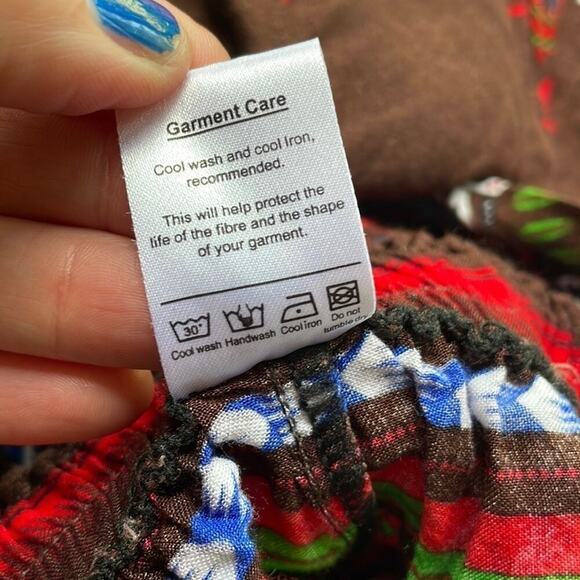 Garment Care
Cool wash and cool Iron,
recommended.
This will help protect the
life of the fibre and the shape
of your garment.
30°
Cool wash Handwash Cool iron Do not
tumble dry